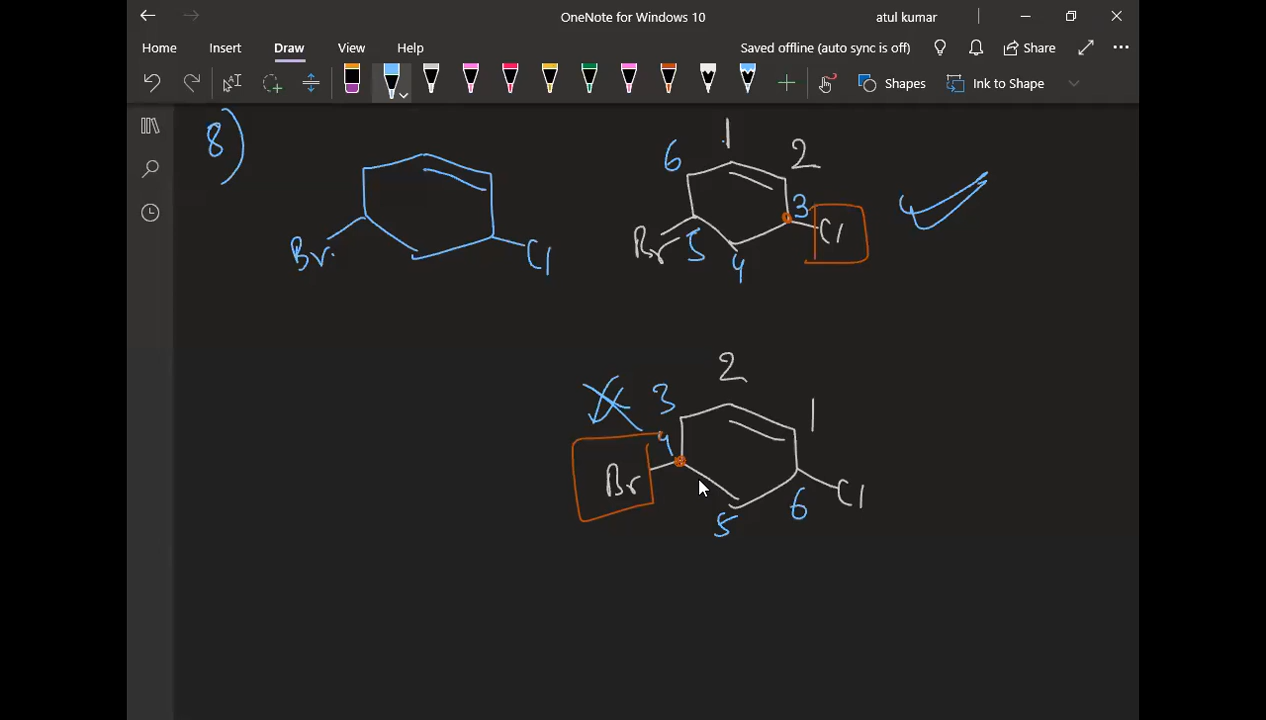 OneNote for Windows 10
atul kumar
Home Insert Draw View Help
Saved offline (auto sync is off)
Share
Shapes
Ink to Shape
8)
Br
Cl
6 1 2
3
Br 5 4
Cl
2
3 1
4
Br
5 6 Cl